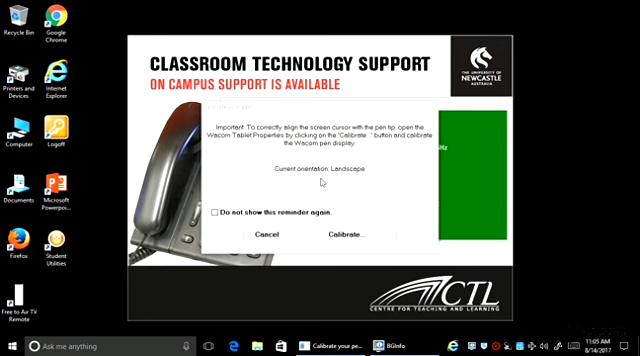 Recycle Bin
Google
Chrome
Printers and
Devices
Internet
Explorer
Computer
Logoff
Documents
Microsoft
Powerpoi...
Firefox
Student
Utilities
Free to Air TV
Remote
CLASSROOM TECHNOLOGY SUPPORT
ON CAMPUS SUPPORT IS AVAILABLE
THE UNIVERSITY OF
NEWCASTLE
AUSTRALIA
Important: To correctly align the screen cursor with the pen tip, open the
Wacom Tablet Properties by clicking on the 'Calibrate...' button and calibrate
the Wacom pen display.
Current orientation: Landscape
Do not show this reminder again.
Cancel
Calibrate...
CTL
CENTRE FOR TEACHING AND LEARNING
Ask me anything
Calibrate your pe...
BGInfo
11:05 AM
8/14/2017